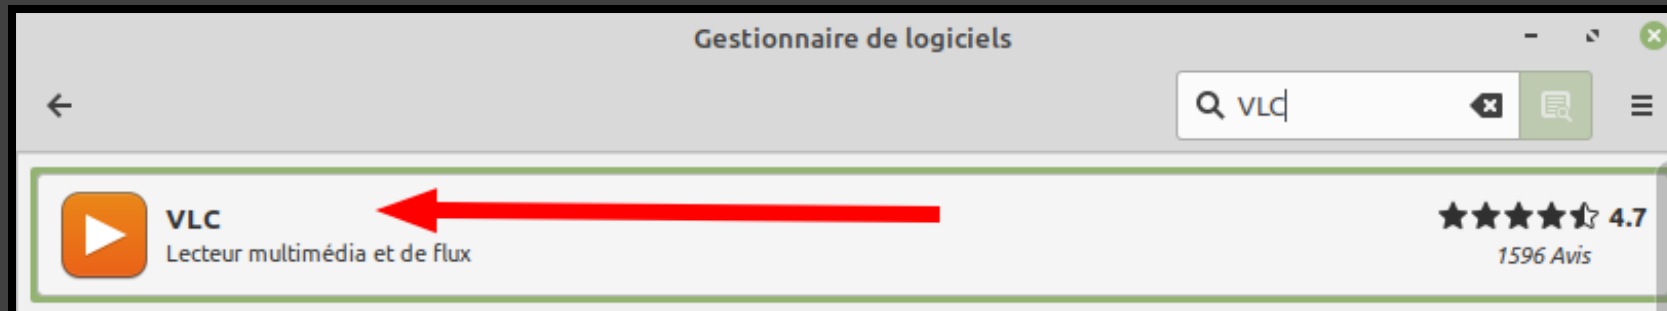 Gestionnaire de logiciels
VLC
VLC
4.7
Lecteur multimédia et de flux
1596 Avis